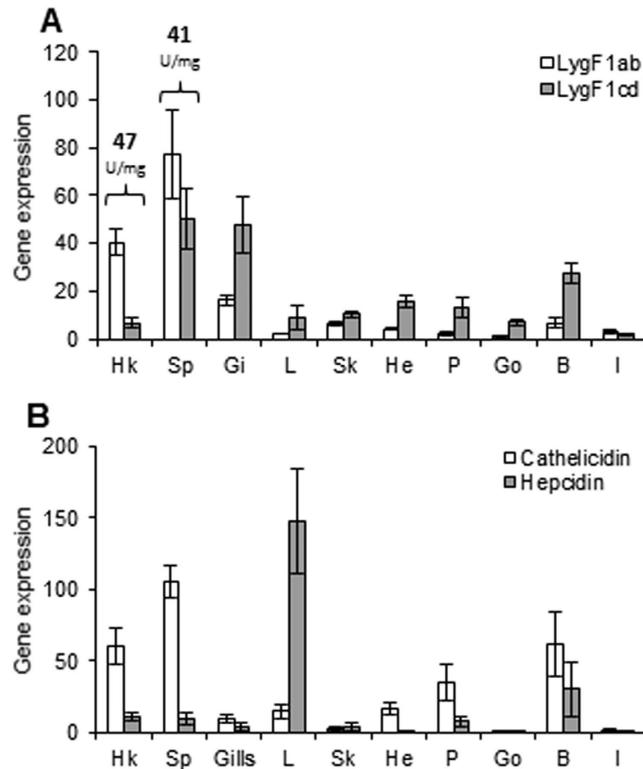 A
41
U/mg
47
U/mg
LygF1ab
LygF1cd
Gene expression
120
100
80
60
40
20
0
Hk Sp Gi L Sk He P Go B I
B
Cathelicidin
Hepcidin
Gene expression
200
150
100
50
0
Hk Sp Gills L Sk He P Go B I